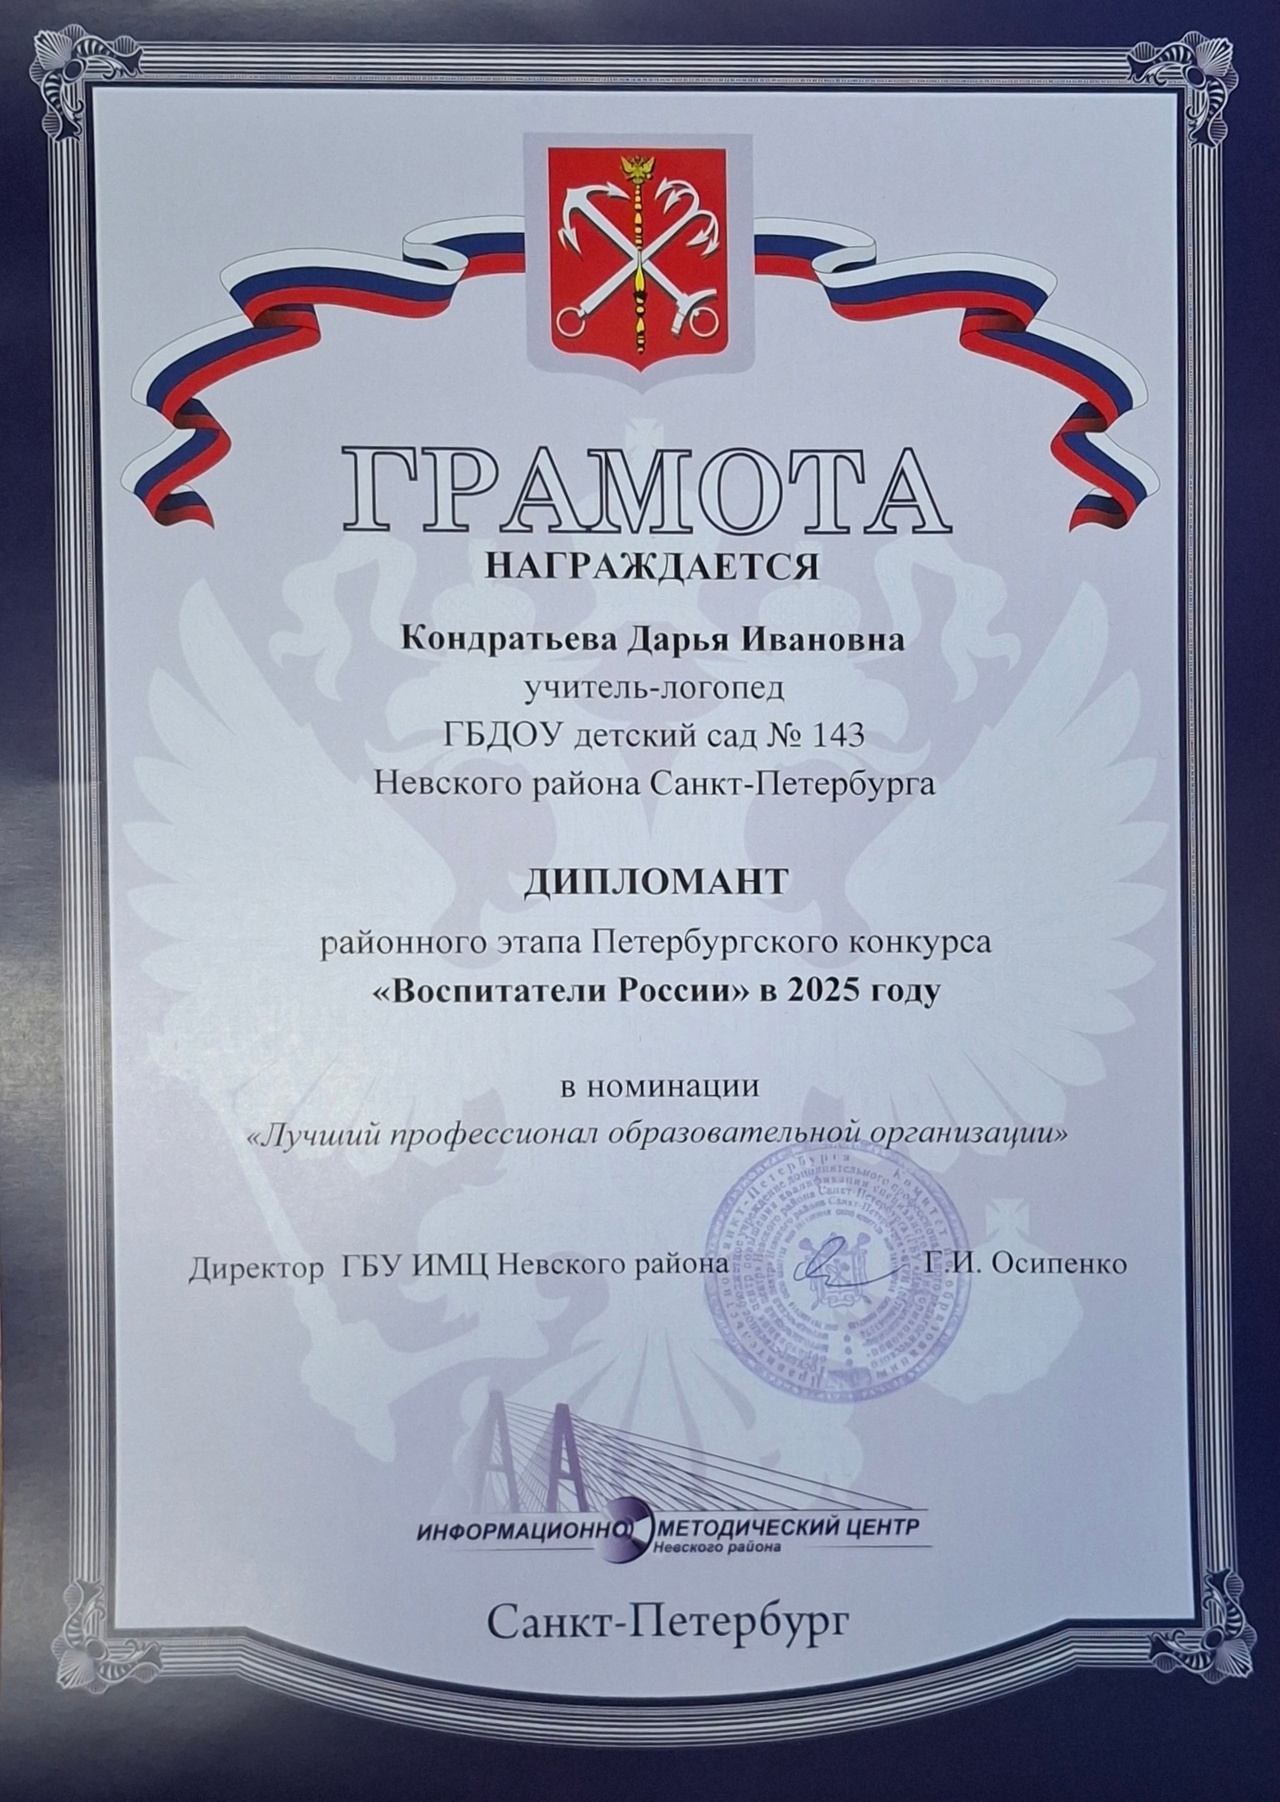 ГРАМОТА
НАГРАЖДАЕТСЯ
Кондратьева Дарья Ивановна
учитель-логопед
ГБДОУ детский сад № 143
Невского района Санкт-Петербурга
ДИПЛОМАНТ
районного этапа Петербургского конкурса
«Воспитатели России» в 2025 году
в номинации
«Лучший профессионал образовательной организации»
Директор ГБУ ИМЦ Невского района Г.И. Осипенко
ИНФОРМАЦИОННО МЕТОДИЧЕСКИЙ ЦЕНТР
Невского района
Санкт-Петербург